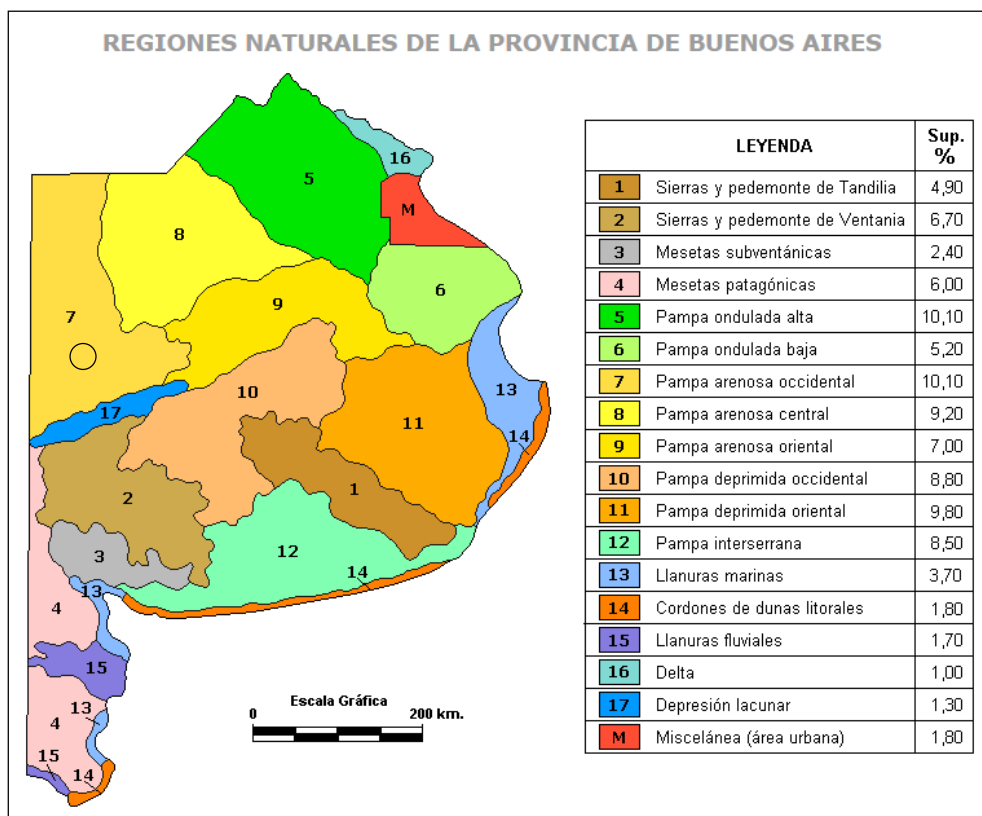 REGIONES NATURALES DE LA PROVINCIA DE BUENOS AIRES
LEYENDA Sup. %
1 Sierras y pedemonte de Tandilia 4,90
2 Sierras y pedemonte de Ventania 6,70
3 Mesetas subventánicas 2,40
4 Mesetas patagónicas 6,00
5 Pampa ondulada alta 10,10
6 Pampa ondulada baja 5,20
7 Pampa arenosa occidental 10,10
8 Pampa arenosa central 9,20
9 Pampa arenosa oriental 7,00
10 Pampa deprimida occidental 8,80
11 Pampa deprimida oriental 9,80
12 Pampa interserrana 8,50
13 Llanuras marinas 3,70
14 Cordones de dunas litorales 1,80
15 Llanuras fluviales 1,70
16 Delta 1,00
17 Depresión lacunar 1,30
M Miscelánea (área urbana) 1,80
16
5
M
8
6
9
7
13
10
17
11
14
1
2
12
3
14
13
4
15
13
4
15
14
Escala Gráfica
0 200 km.